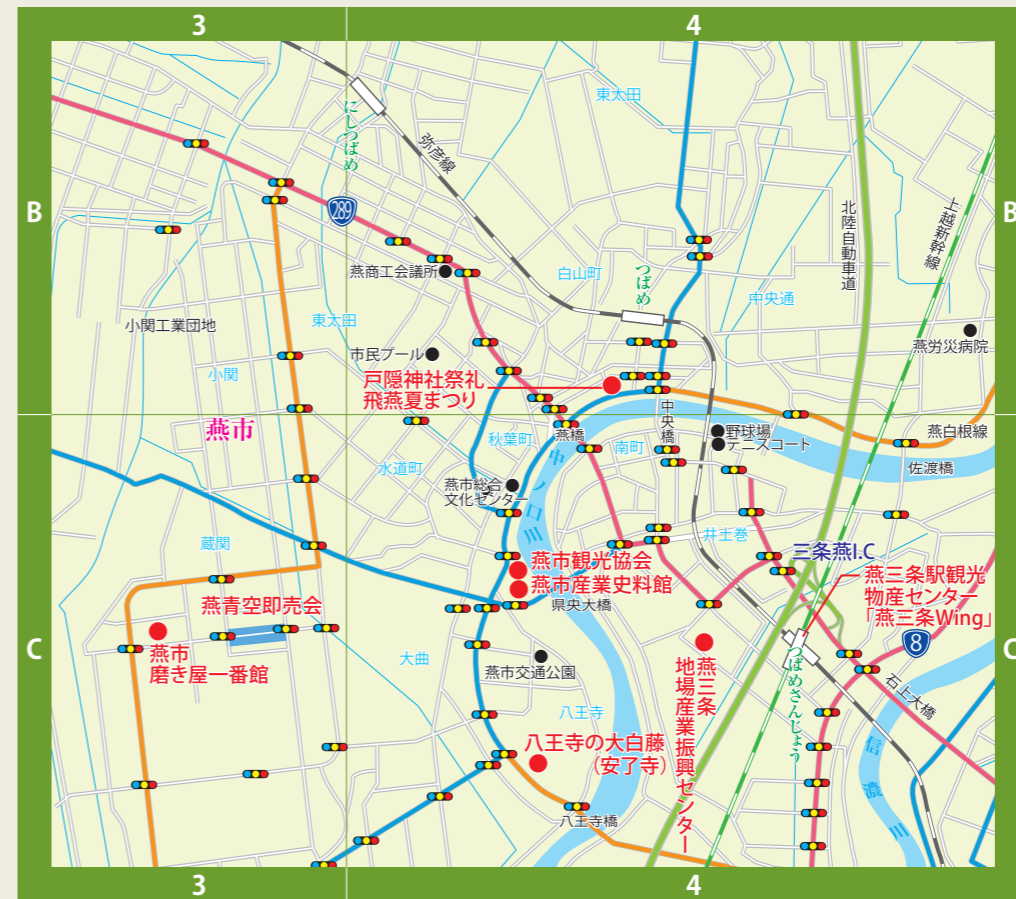 3
4
B
B
C
C
3
4
東太田
にしつばめ
弥彦線
289
北陸自動車道
上越新幹線
燕商工会議所
白山町
つばめ
中央通
小関工業団地
東太田
市民プール
燕労災病院
小関
戸隠神社祭礼
飛燕夏まつり
燕市
秋葉町
燕橋
南町
中央橋
野球場
テニスコート
燕白根線
佐渡橋
水道町
燕市総合
文化センター
中ノ口川
井土巻
蔵関
三条燕I.C
燕市観光協会
燕市産業史料館
県央大橋
燕三条駅観光
物産センター
「燕三条Wing」
燕青空即売会
8
燕市
磨き屋一番館
大曲
燕市交通公園
燕三条
地場産業振興センター
つばめさんじょう
石上大橋
八王寺
八王寺の大白藤
（安了寺）
信濃川
八王寺橋